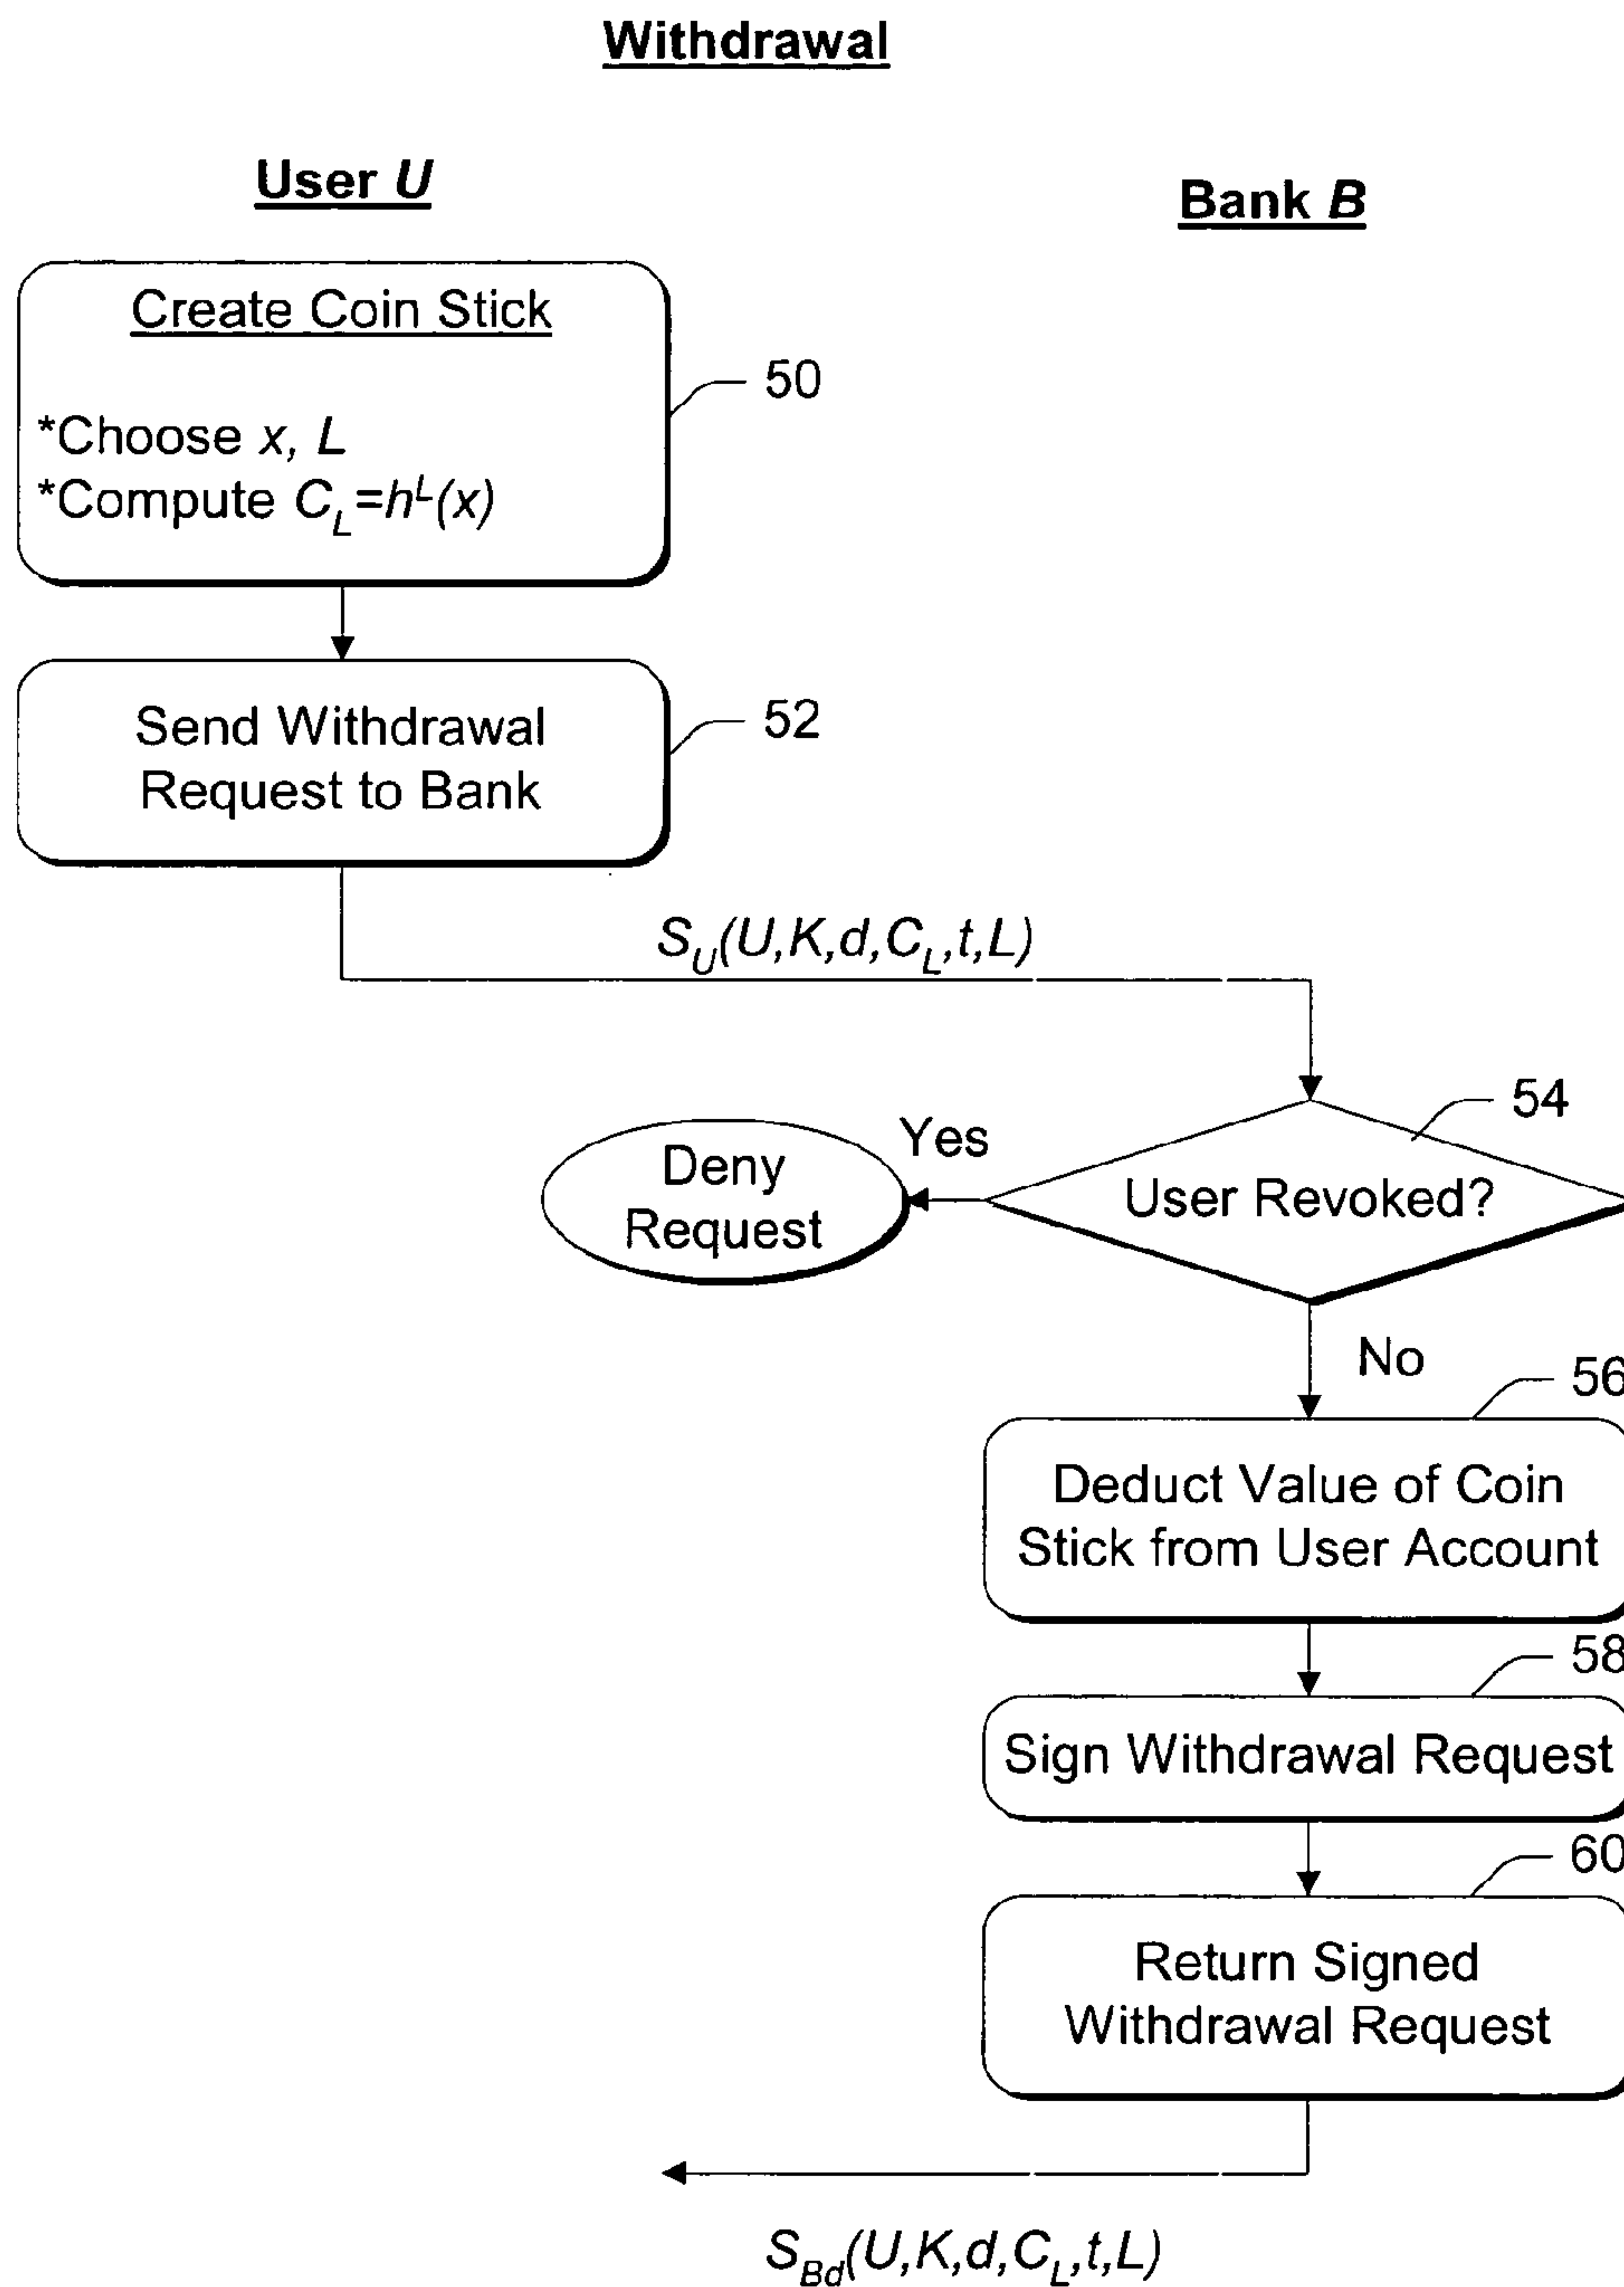 Withdrawal
User U
Bank B
Create Coin Stick
*Choose x, L
*Compute C_L=h^L(x)
50
Send Withdrawal
Request to Bank
52
S_U(U,K,d,C_L,t,L)
54
User Revoked?
Yes
Deny
Request
No
56
Deduct Value of Coin
Stick from User Account
58
Sign Withdrawal Request
60
Return Signed
Withdrawal Request
S_Bd(U,K,d,C_L,t,L)